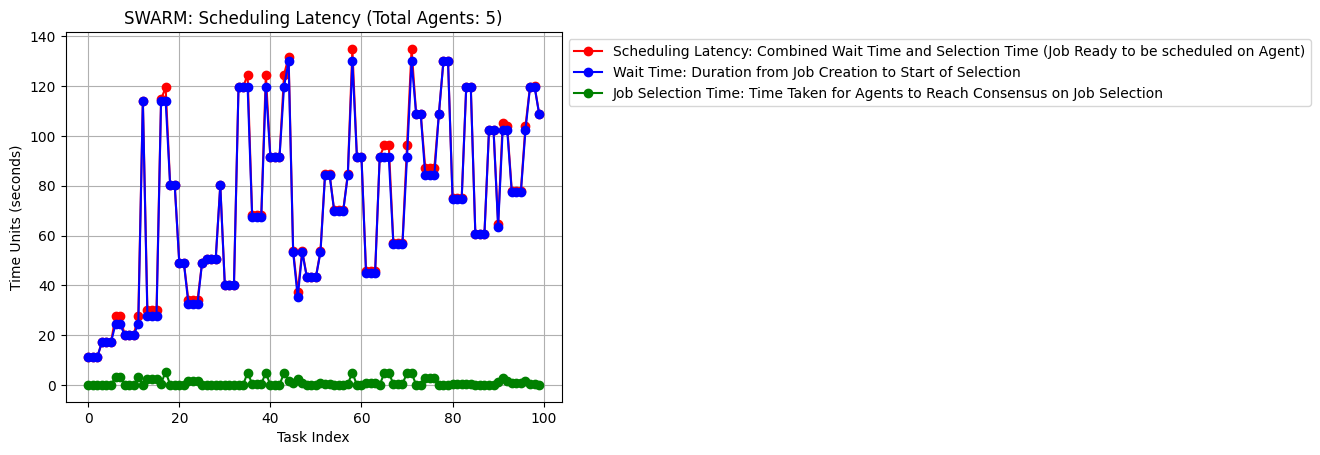 SWARM: Scheduling Latency (Total Agents: 5)
140
120
100
80
60
40
20
0
Time Units (seconds)
0 20 40 60 80 100
Task Index
Scheduling Latency: Combined Wait Time and Selection Time (Job Ready to be scheduled on Agent)
Wait Time: Duration from Job Creation to Start of Selection
Job Selection Time: Time Taken for Agents to Reach Consensus on Job Selection